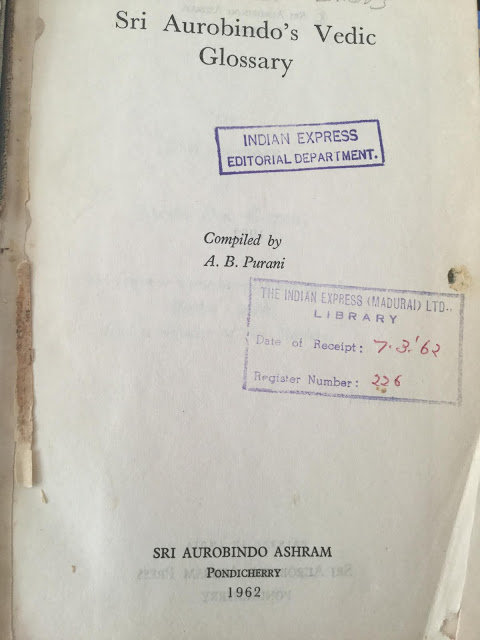 Sri Aurobindo's Vedic
Glossary
INDIAN EXPRESS
EDITORIAL DEPARTMENT.
Compiled by
A. B. Purani
THE INDIAN EXPRESS (MADURAI) LTD.,
LIBRARY
Date of Receipt: 7.3.'62
Register Number: 226
SRI AUROBINDO ASHRAM
PONDICHERRY
1962